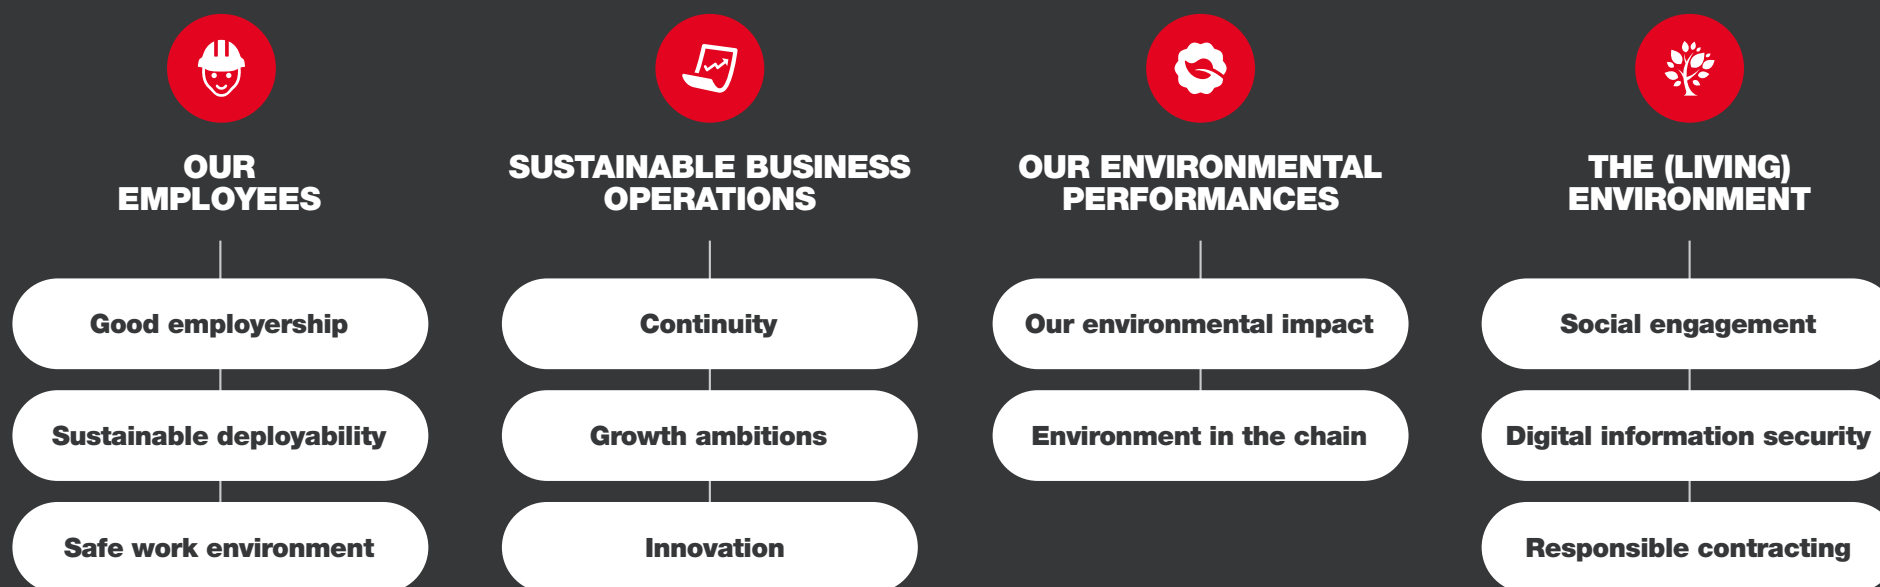 OUR
EMPLOYEES
Good employership
Sustainable deployability
Safe work environment
SUSTAINABLE BUSINESS
OPERATIONS
Continuity
Growth ambitions
Innovation
OUR ENVIRONMENTAL
PERFORMANCES
Our environmental impact
Environment in the chain
THE (LIVING)
ENVIRONMENT
Social engagement
Digital information security
Responsible contracting